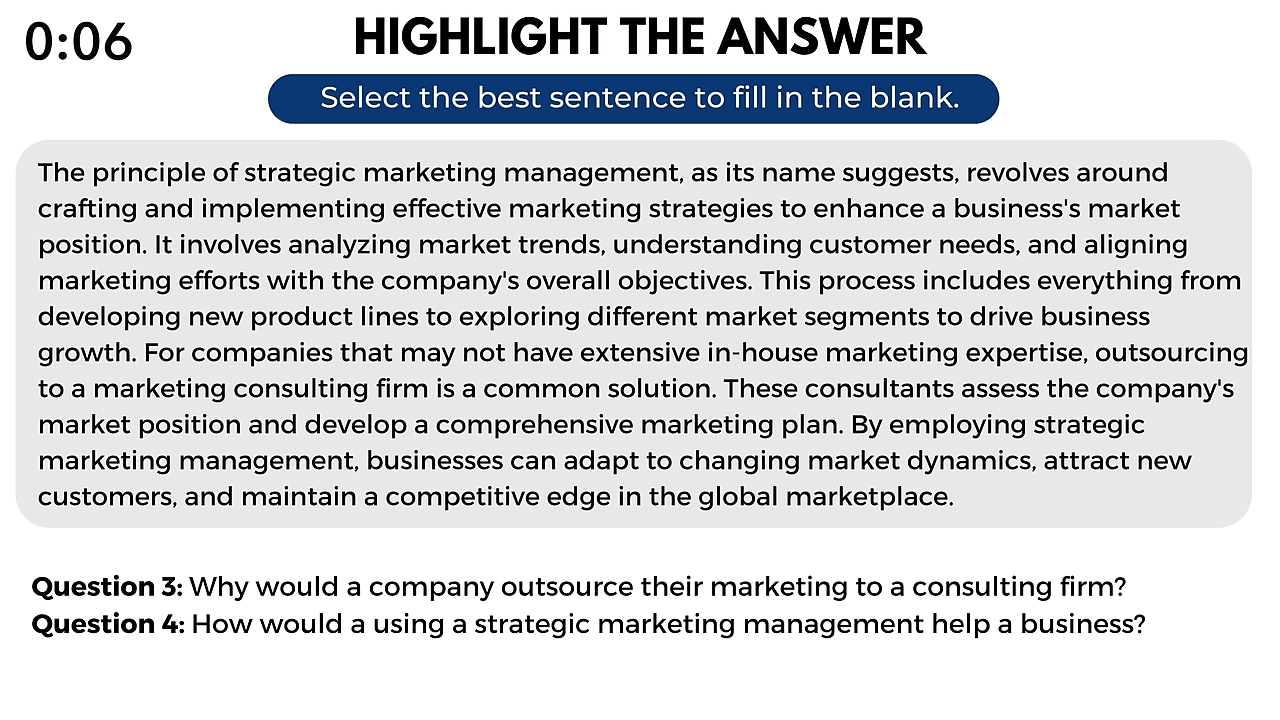 0:06
HIGHLIGHT THE ANSWER
Select the best sentence to fill in the blank.
The principle of strategic marketing management, as its name suggests, revolves around
crafting and implementing effective marketing strategies to enhance a business's market
position. It involves analyzing market trends, understanding customer needs, and aligning
marketing efforts with the company's overall objectives. This process includes everything from
developing new product lines to exploring different market segments to drive business
growth. For companies that may not have extensive in-house marketing expertise, outsourcing
to a marketing consulting firm is a common solution. These consultants assess the company's
market position and develop a comprehensive marketing plan. By employing strategic
marketing management, businesses can adapt to changing market dynamics, attract new
customers, and maintain a competitive edge in the global marketplace.
Question 3: Why would a company outsource their marketing to a consulting firm?
Question 4: How would a using a strategic marketing management help a business?